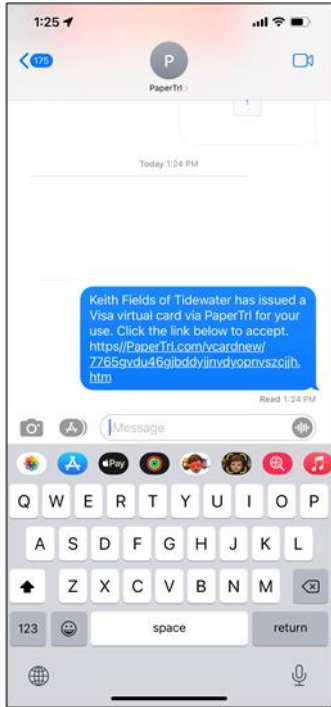 1:25
175
P
PaperTrl
Today 1:24 PM
Keith Fields of Tidewater has issued a
Visa virtual card via PaperTrl for your
use. Click the link below to accept.
https//PaperTrl.com/vcardnew/
7765gvdu46gjbddyjjnvdyopnvszcjjh.
htm
Read 1:24 PM
Message
Pay
Q W E R T Y U I O P
A S D F G H J K L
Z X C V B N M
123 space return